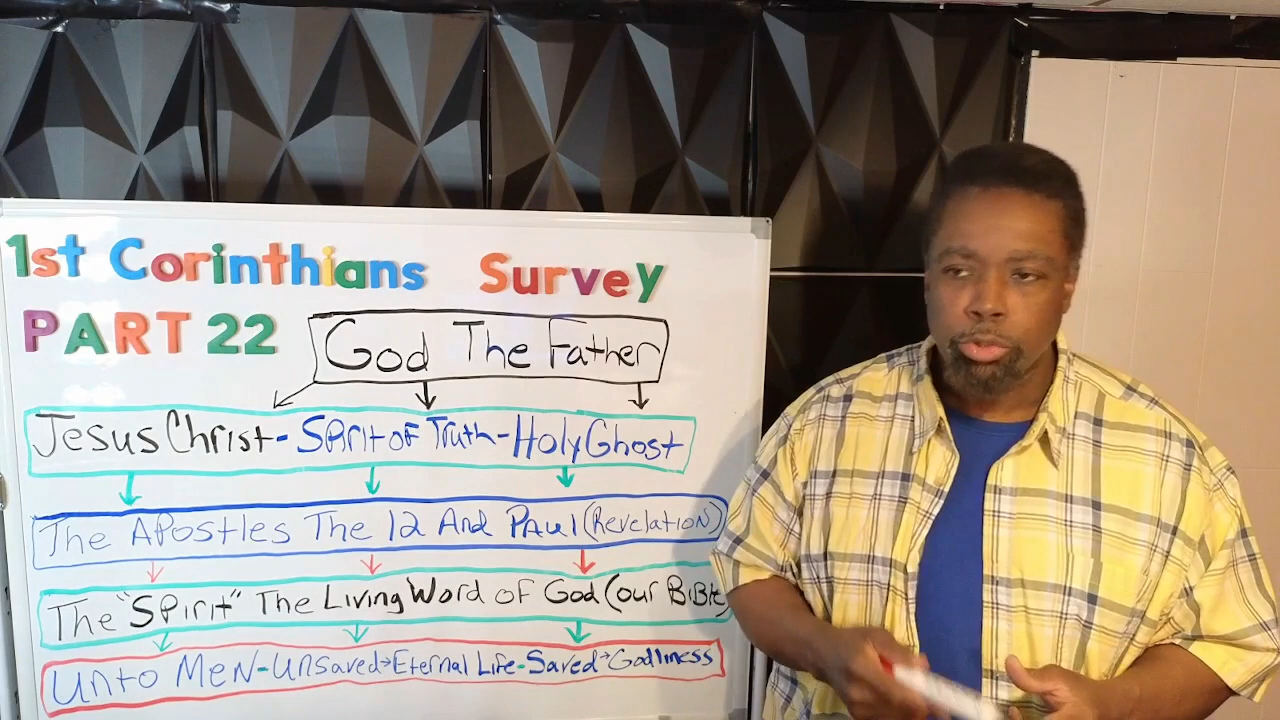 1st Corinthians Survey
PART 22
God The Father
Jesus Christ-Spirit of Truth-Holy Ghost
The Apostles The 12 And Paul (Revelation)
The "Spirit" The Living Word of God (our Bible)
Unto Men-Unsaved→Eternal Life-Saved→Godliness